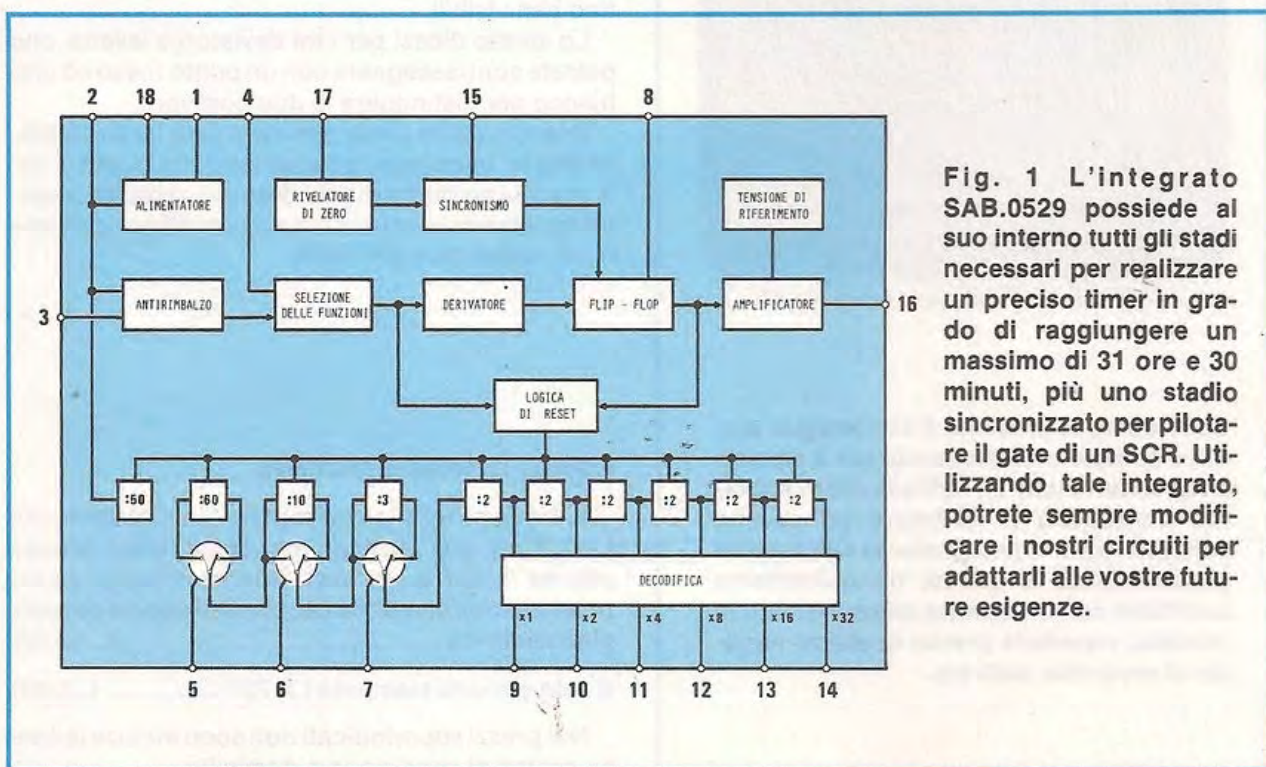 2 18 1 4 17 15 8
ALIMENTATORE
RIVELATORE
DI ZERO
SINCRONISMO
TENSIONE DI
RIFERIMENTO
3
ANTIRIMBALZO
SELEZIONE
DELLE FUNZIONI
DERIVATORE
FLIP - FLOP
AMPLIFICATORE
16
LOGICA
DI RESET
:50 :60 :10 :3 :2 :2 :2 :2 :2 :2
DECODIFICA
x1 x2 x4 x8 x16 x32
5 6 7 9 10 11 12 13 14
Fig. 1 L'integrato
SAB.0529 possiede al
suo interno tutti gli stadi
necessari per realizzare
un preciso timer in gra-
do di raggiungere un
massimo di 31 ore e 30
minuti, più uno stadio
sincronizzato per pilota-
re il gate di un SCR. Uti-
lizzando tale integrato,
potrete sempre modifi-
care i nostri circuiti per
adattarli alle vostre futu-
re esigenze.